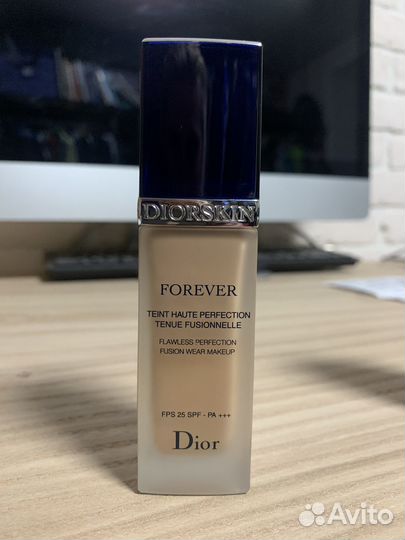 DIORSKIN
FOREVER
TEINT HAUTE PERFECTION
TENUE FUSIONNELLE
FLAWLESS PERFECTION
FUSION WEAR MAKEUP
FPS 25 SPF - PA +++
Dior
Avito